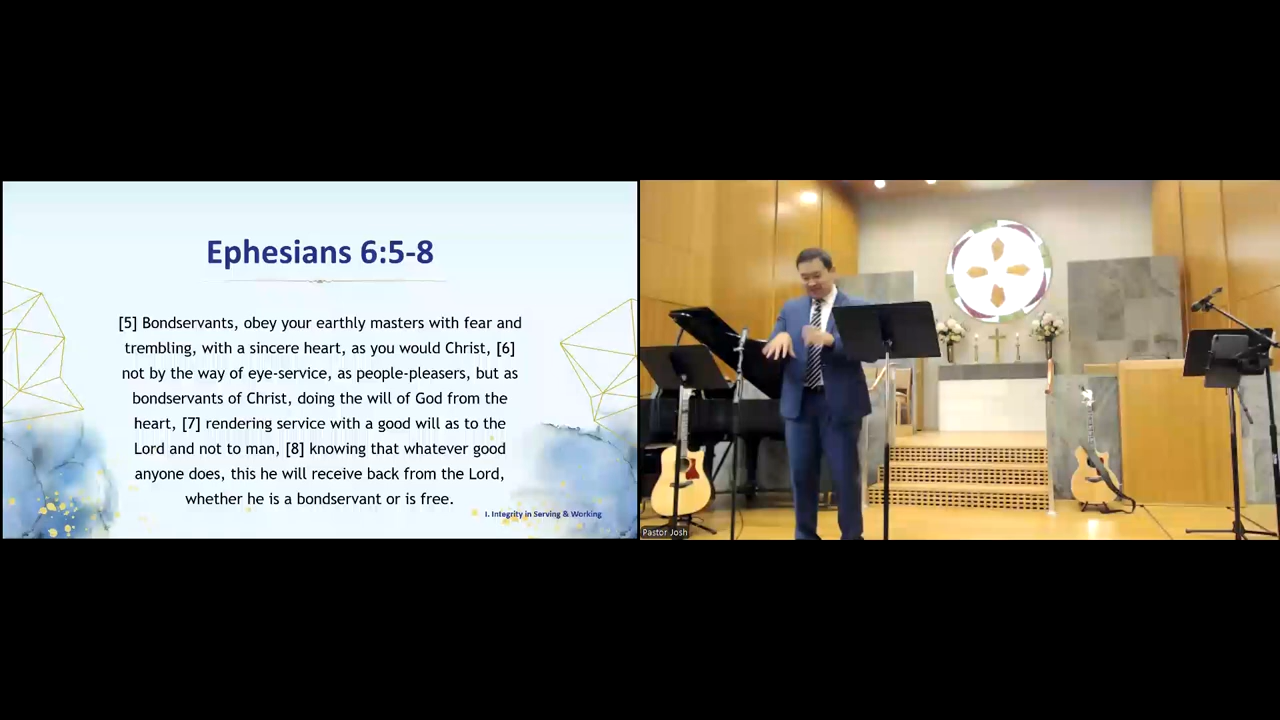 Ephesians 6:5-8
[5] Bondservants, obey your earthly masters with fear and
trembling, with a sincere heart, as you would Christ, [6]
not by the way of eye-service, as people-pleasers, but as
bondservants of Christ, doing the will of God from the
heart, [7] rendering service with a good will as to the
Lord and not to man, [8] knowing that whatever good
anyone does, this he will receive back from the Lord,
whether he is a bondservant or is free.
I. Integrity in Serving & Working
Pastor Josh